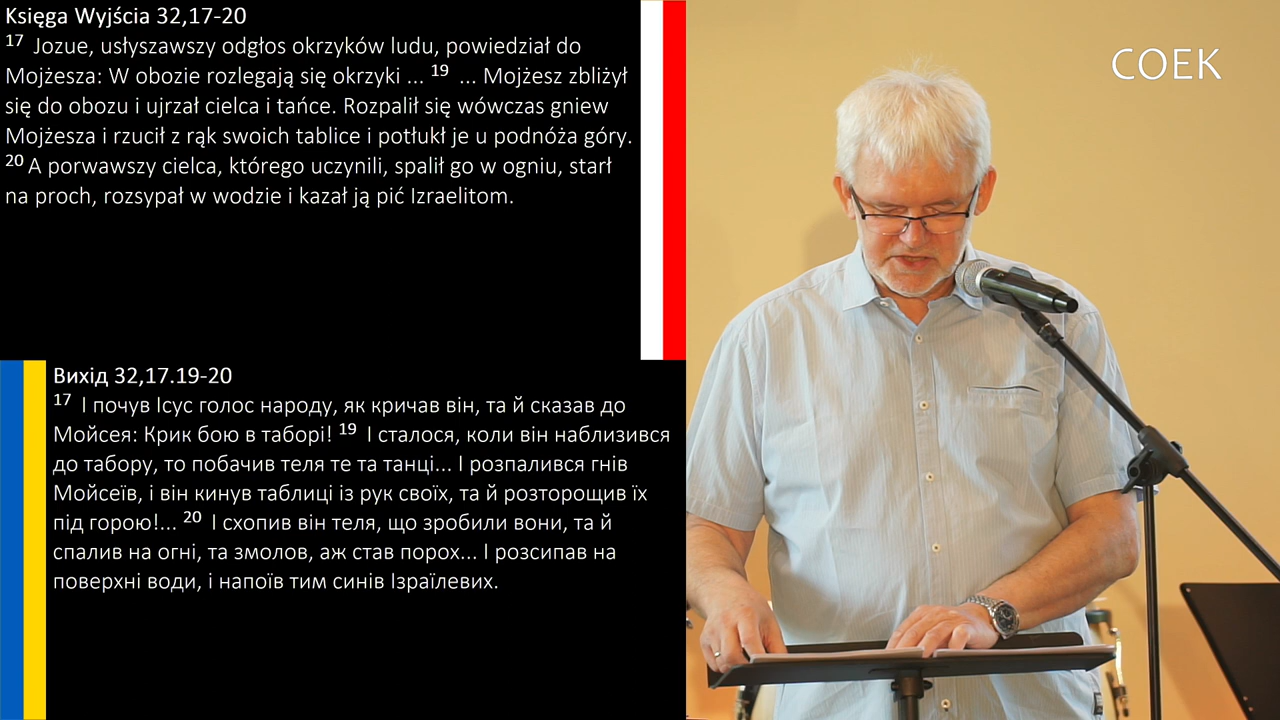 Księga Wyjścia 32,17-20
17 Jozue, usłyszawszy odgłos okrzyków ludu, powiedział do
Mojżesza: W obozie rozlegają się okrzyki ... 19 ... Mojżesz zbliżył
się do obozu i ujrzał cielca i tańce. Rozpalił się wówczas gniew
Mojżesza i rzucił z rąk swoich tablice i potłukł je u podnóża góry.
20 A porwawszy cielca, którego uczynili, spalił go w ogniu, starł
na proch, rozsypał w wodzie i kazał ją pić Izraelitom.
COEK
Вихід 32,17.19-20
17 І почув Ісус голос народу, як кричав він, та й сказав до
Мойсея: Крик бою в таборі! 19 І сталося, коли він наблизився
до табору, то побачив теля те та танці... І розпалився гнів
Мойсеїв, і він кинув таблиці із рук своїх, та й розторощив їх
під горою!... 20 І схопив він теля, що зробили вони, та й
спалив на огні, та змолов, аж став порох... І розсипав на
поверхні води, і напоїв тим синів Ізраїлевих.